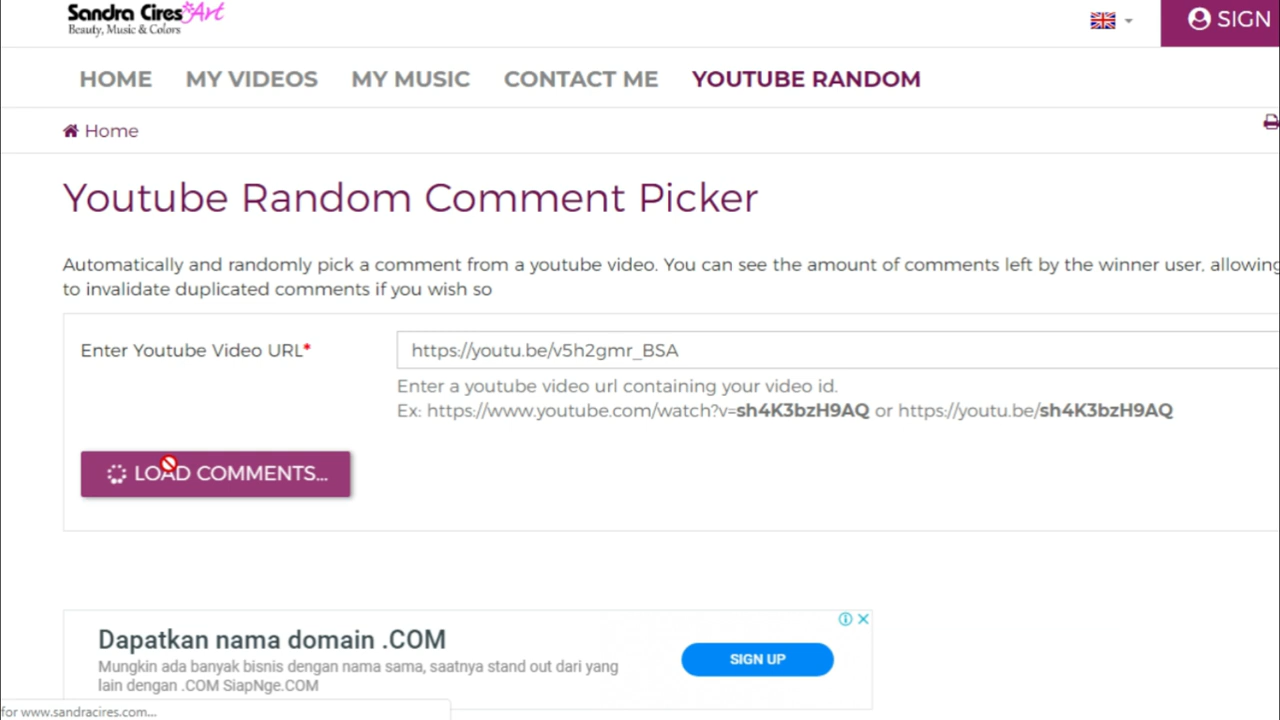 Sandra Cires Art
Beauty, Music & Colors
SIGN
HOME MY VIDEOS MY MUSIC CONTACT ME YOUTUBE RANDOM
Home
Youtube Random Comment Picker
Automatically and randomly pick a comment from a youtube video. You can see the amount of comments left by the winner user, allowing
to invalidate duplicated comments if you wish so
Enter Youtube Video URL* https://youtu.be/v5h2gmr_BSA
Enter a youtube video url containing your video id.
Ex: https://www.youtube.com/watch?v=sh4K3bzH9AQ or https://youtu.be/sh4K3bzH9AQ
LOAD COMMENTS...
Dapatkan nama domain .COM
Mungkin ada banyak bisnis dengan nama sama, saatnya stand out dari yang
lain dengan .COM SiapNge.COM
SIGN UP
for www.sandracires.com...